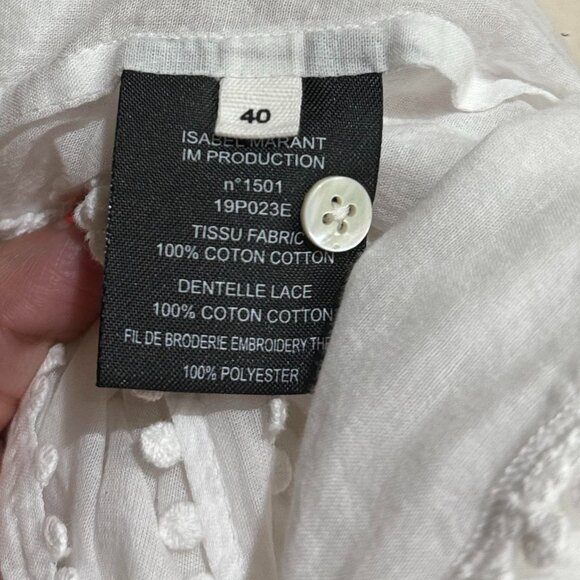 40
ISABEL MARANT
IM PRODUCTION
n°1501
19P023E
TISSU FABRIC
100% COTON COTTON
DENTELLE LACE
100% COTON COTTON
FIL DE BRODERIE EMBROIDERY
100% POLYESTER